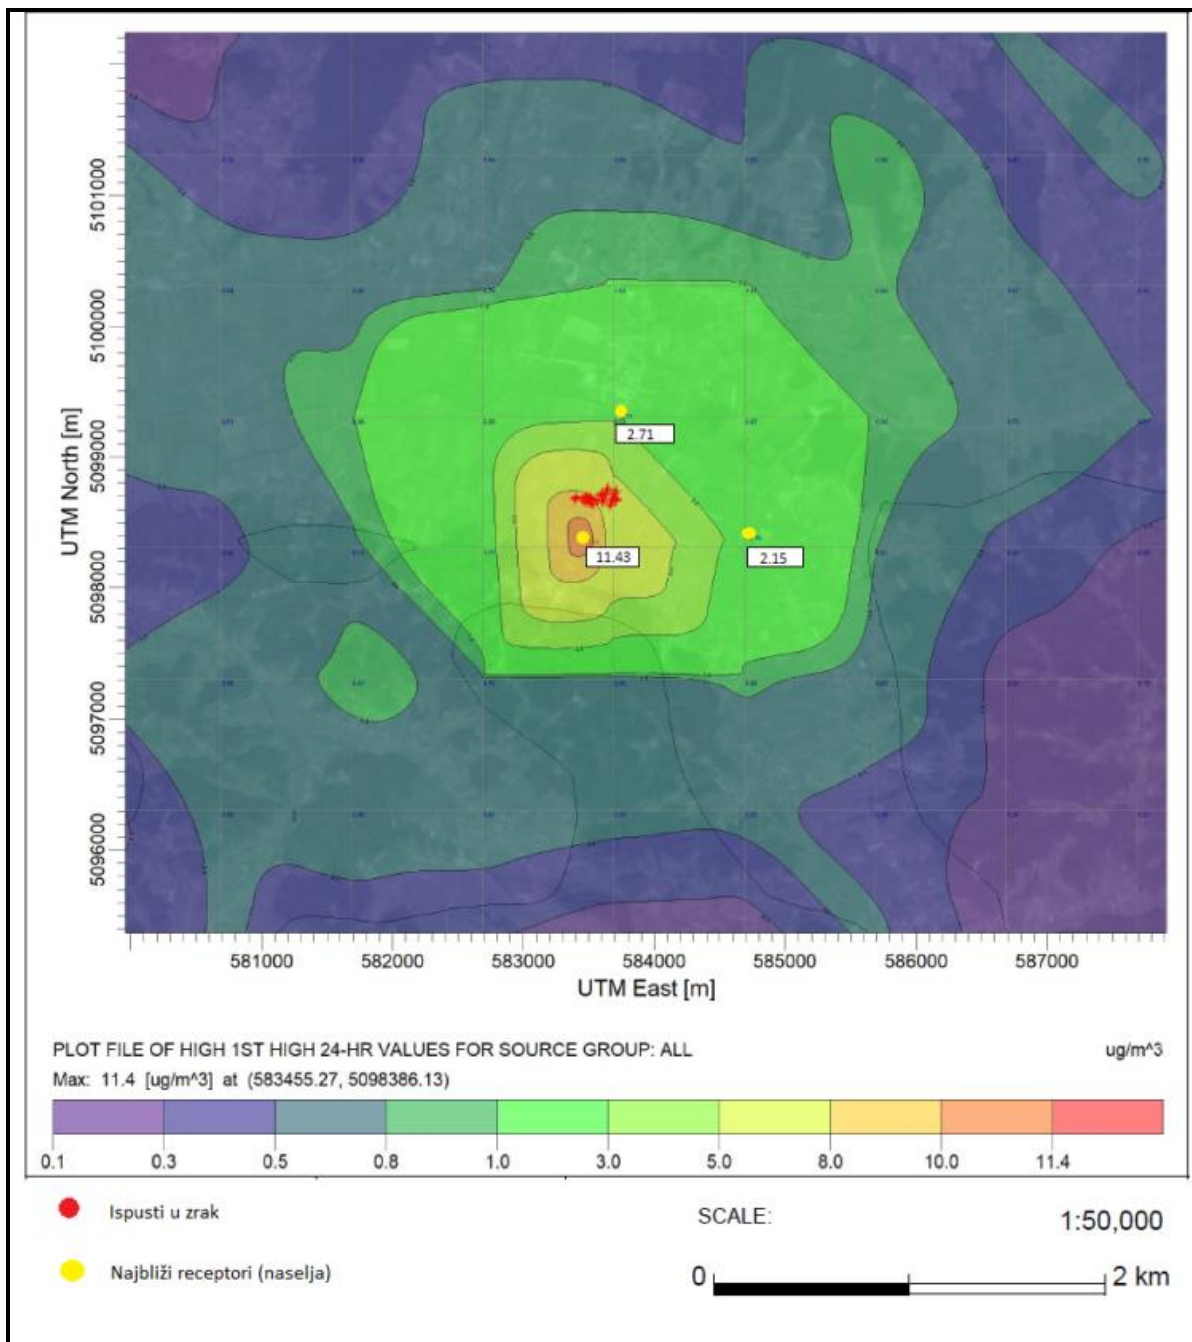 5101000
5100000
5099000
5098000
5097000
5096000
UTM North [m]
2.71
11.43
2.15
581000 582000 583000 584000 585000 586000 587000
UTM East [m]
PLOT FILE OF HIGH 1ST HIGH 24-HR VALUES FOR SOURCE GROUP: ALL ug/m^3
Max: 11.4 [ug/m^3] at (583455.27, 5098386.13)
0.1 0.3 0.5 0.8 1.0 3.0 5.0 8.0 10.0 11.4
Ispusti u zrak
SCALE: 1:50,000
Najbliži receptori (naselja)
0 2 km